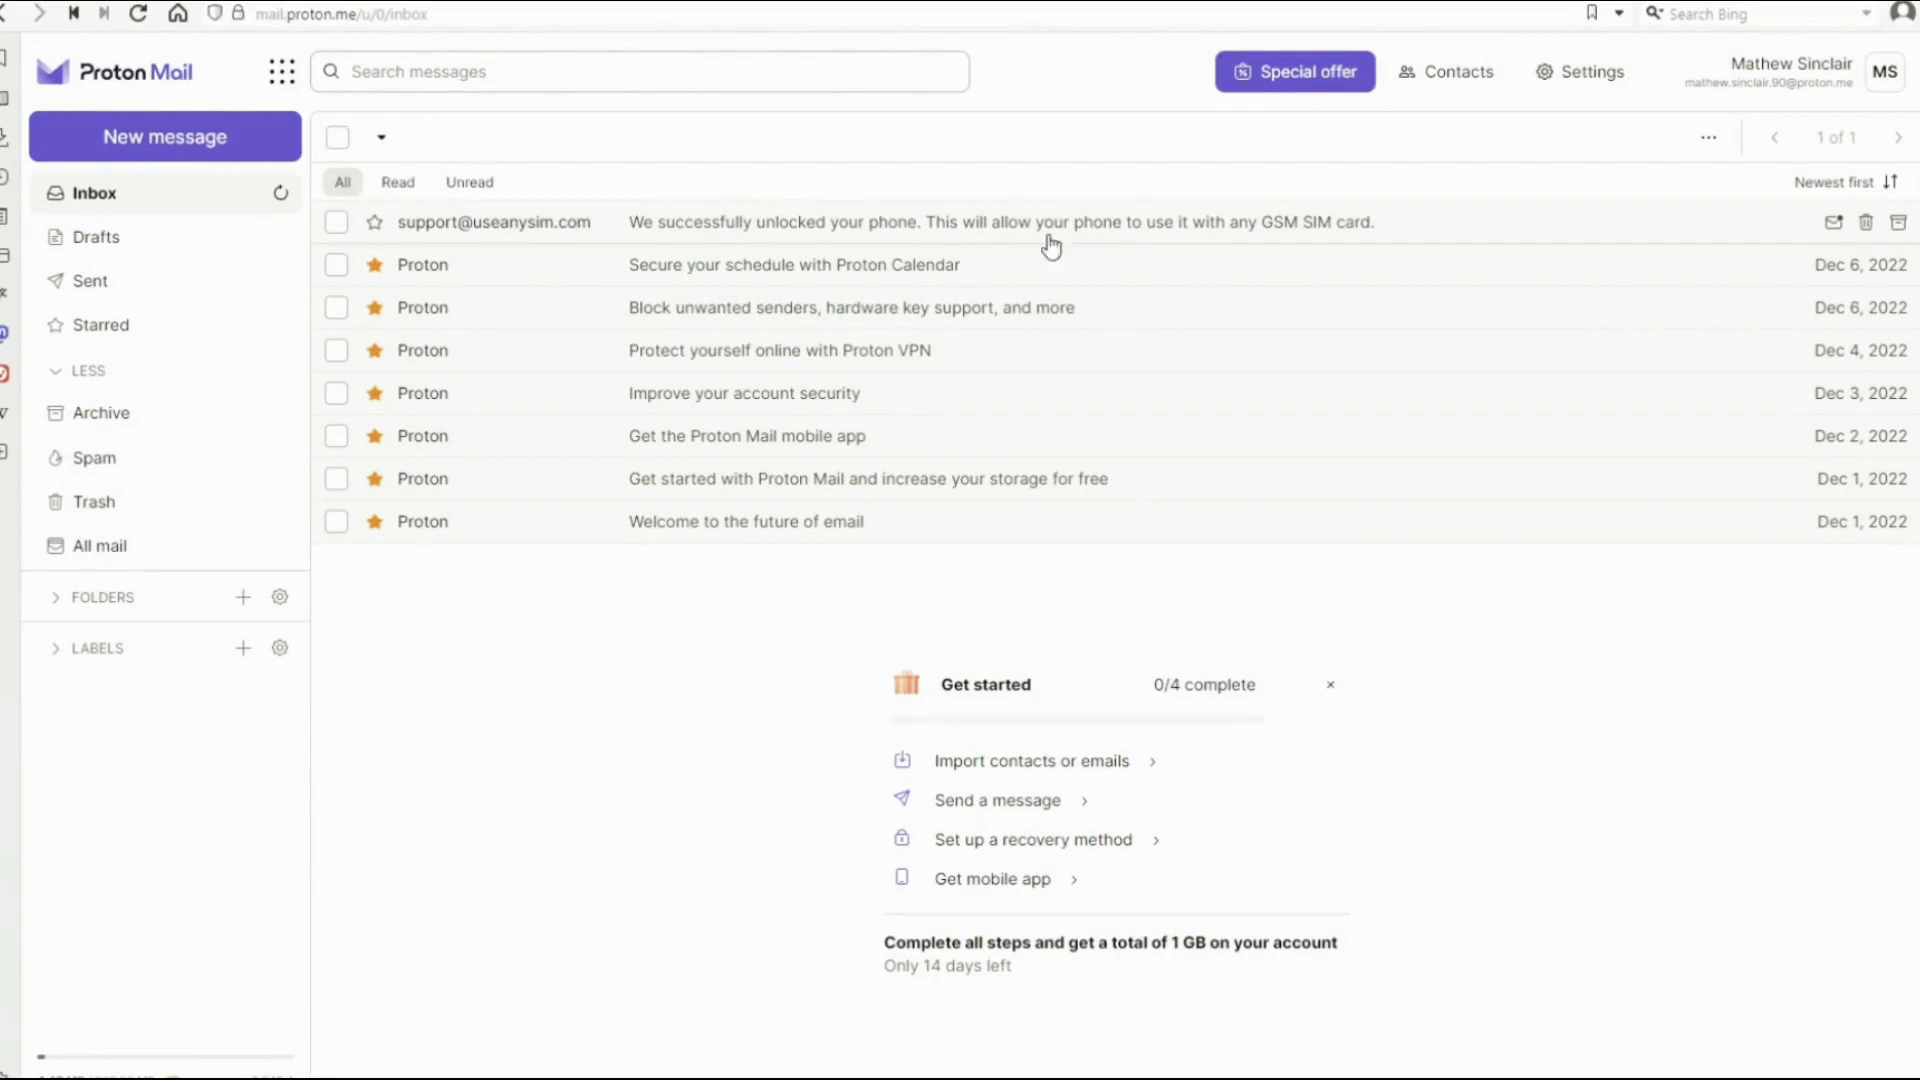 mail.proton.me/u/0/inbox
Search Bing
Proton Mail
Search messages
Special offer
Contacts
Settings
Mathew Sinclair
mathew.sinclair.90@proton.me
MS
New message
1 of 1
Inbox
All Read Unread
Newest first
support@useanysim.com We successfully unlocked your phone. This will allow your phone to use it with any GSM SIM card.
Drafts
Proton Secure your schedule with Proton Calendar Dec 6, 2022
Sent
Proton Block unwanted senders, hardware key support, and more Dec 6, 2022
Starred
Proton Protect yourself online with Proton VPN Dec 4, 2022
LESS
Proton Improve your account security Dec 3, 2022
Archive
Proton Get the Proton Mail mobile app Dec 2, 2022
Spam
Proton Get started with Proton Mail and increase your storage for free Dec 1, 2022
Trash
Proton Welcome to the future of email Dec 1, 2022
All mail
FOLDERS
LABELS
Get started 0/4 complete
Import contacts or emails
Send a message
Set up a recovery method
Get mobile app
Complete all steps and get a total of 1 GB on your account
Only 14 days left